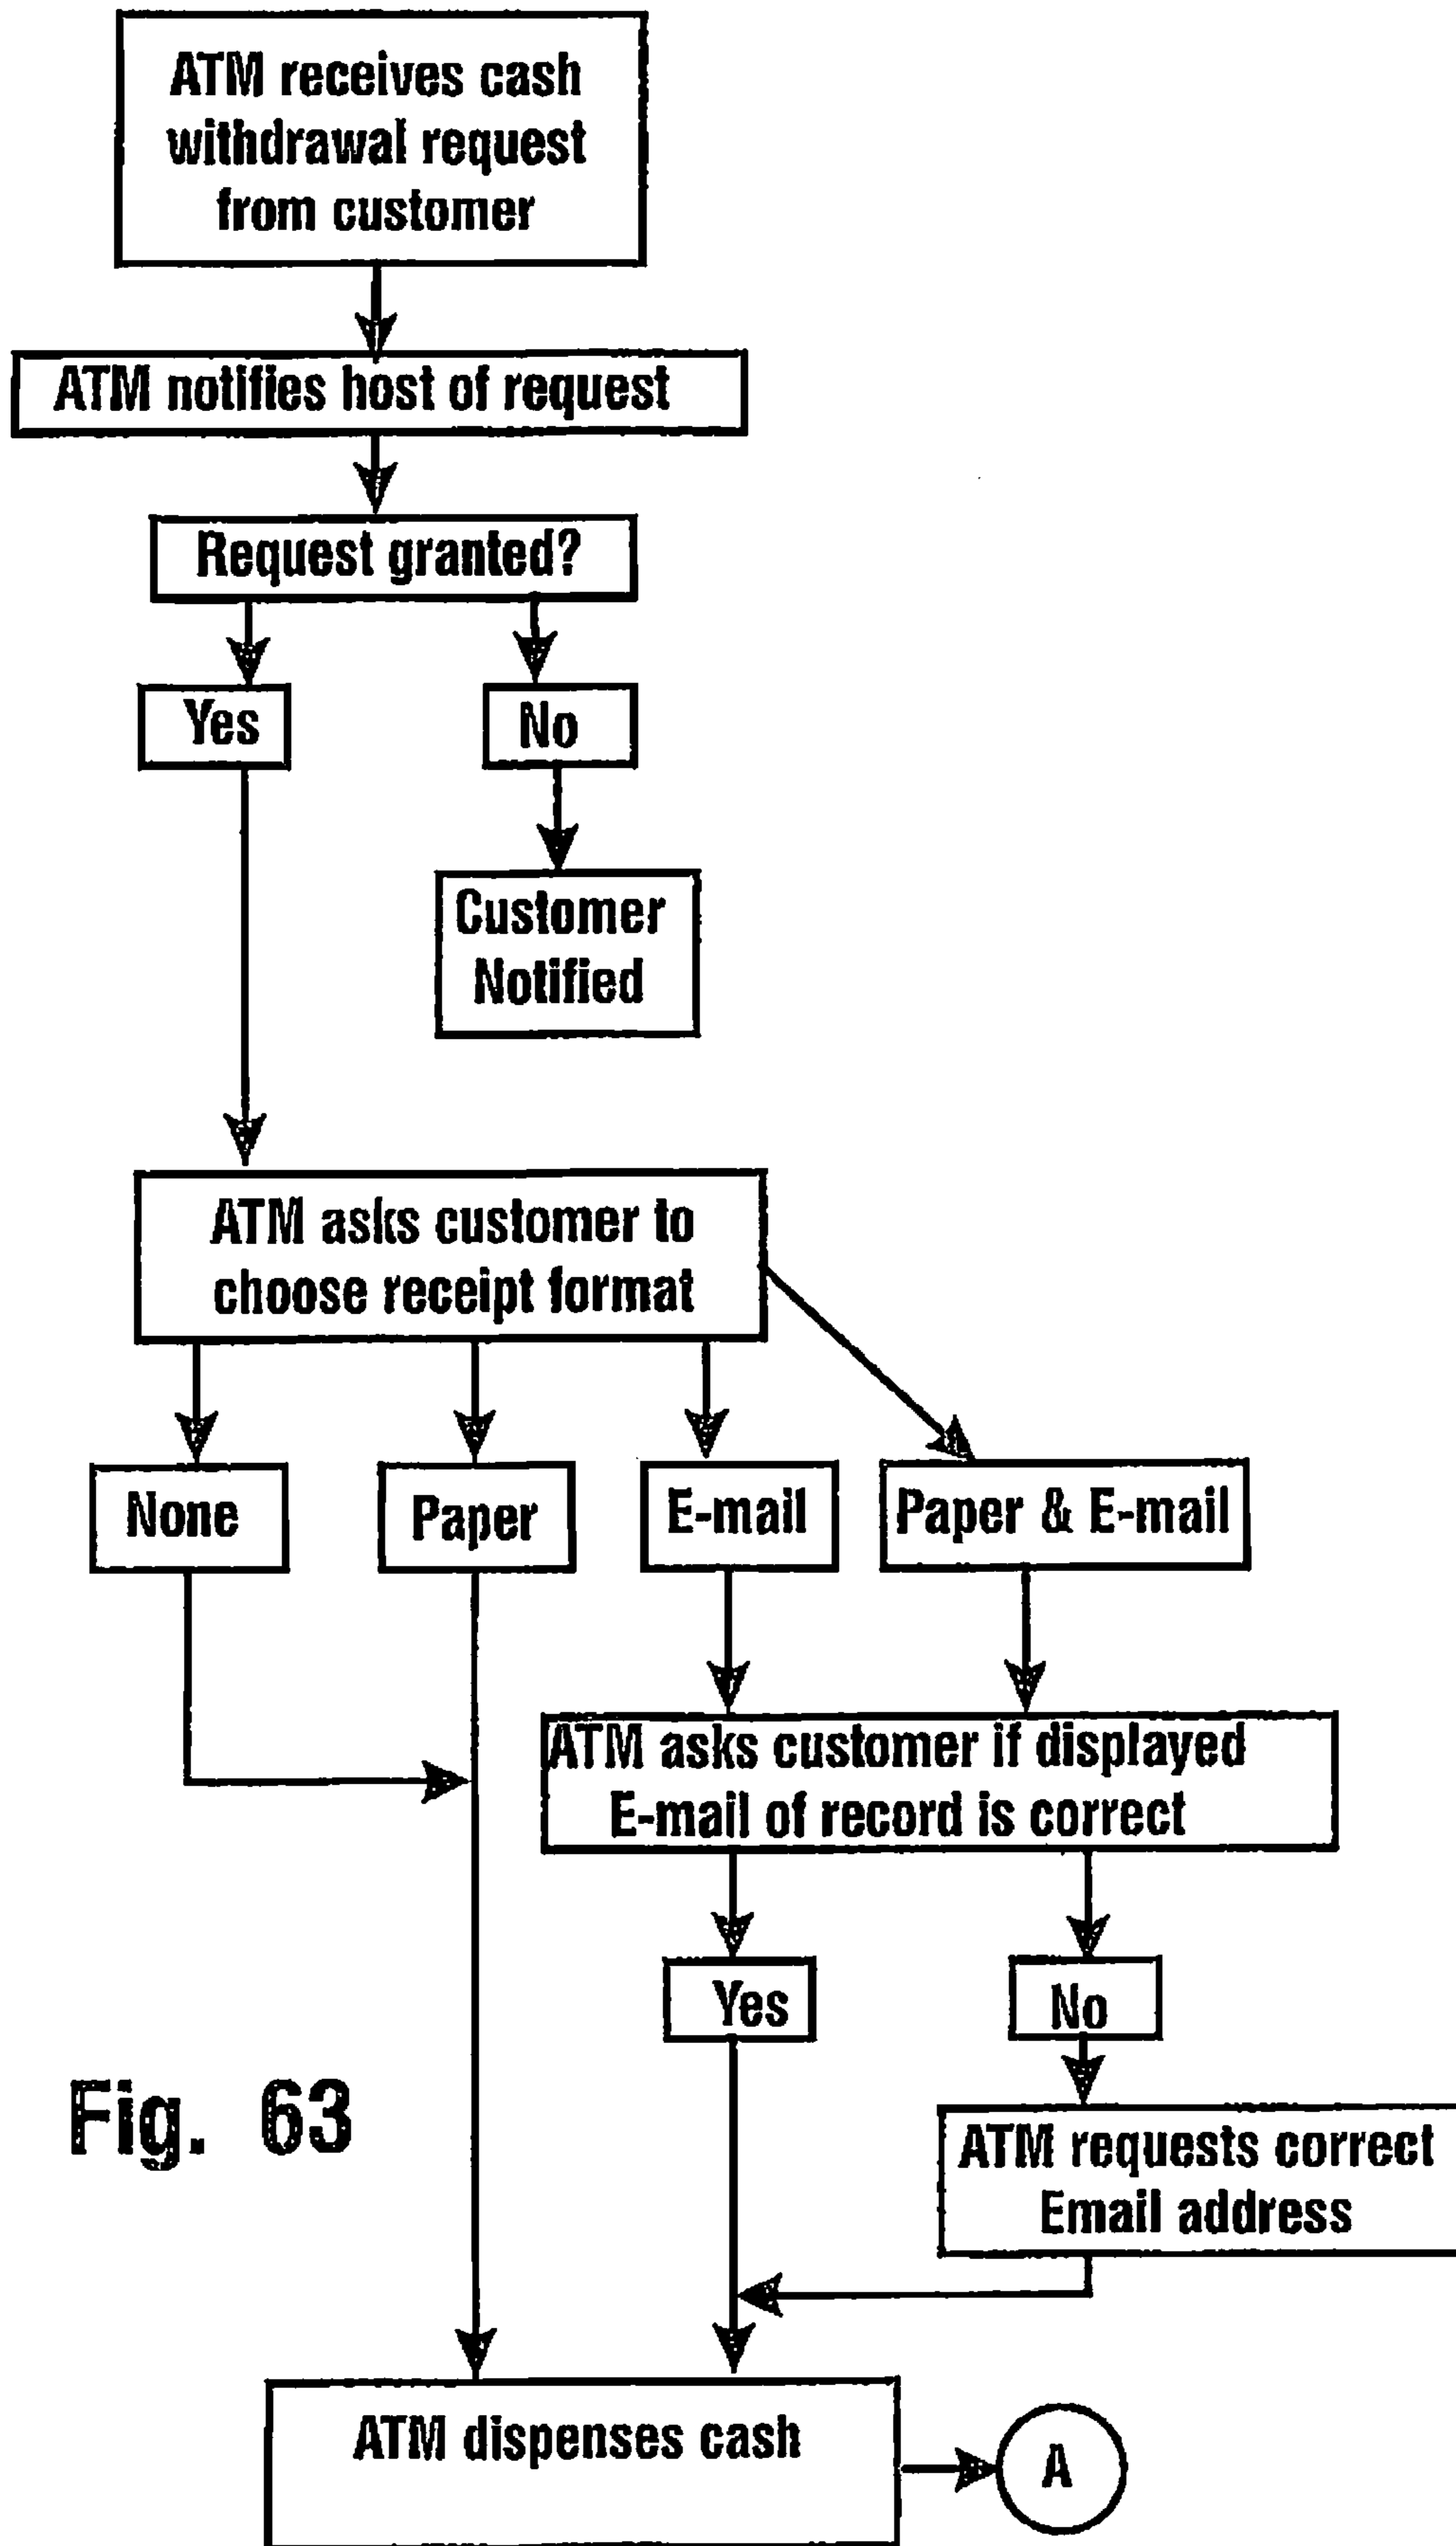 ATM receives cash
withdrawal request
from customer
ATM notifies host of request
Request granted?
Yes
No
Customer
Notified
ATM asks customer to
choose receipt format
None
Paper
E-mail
Paper & E-mail
ATM asks customer if displayed
E-mail of record is correct
Yes
No
Fig. 63
ATM requests correct
Email address
ATM dispenses cash
A